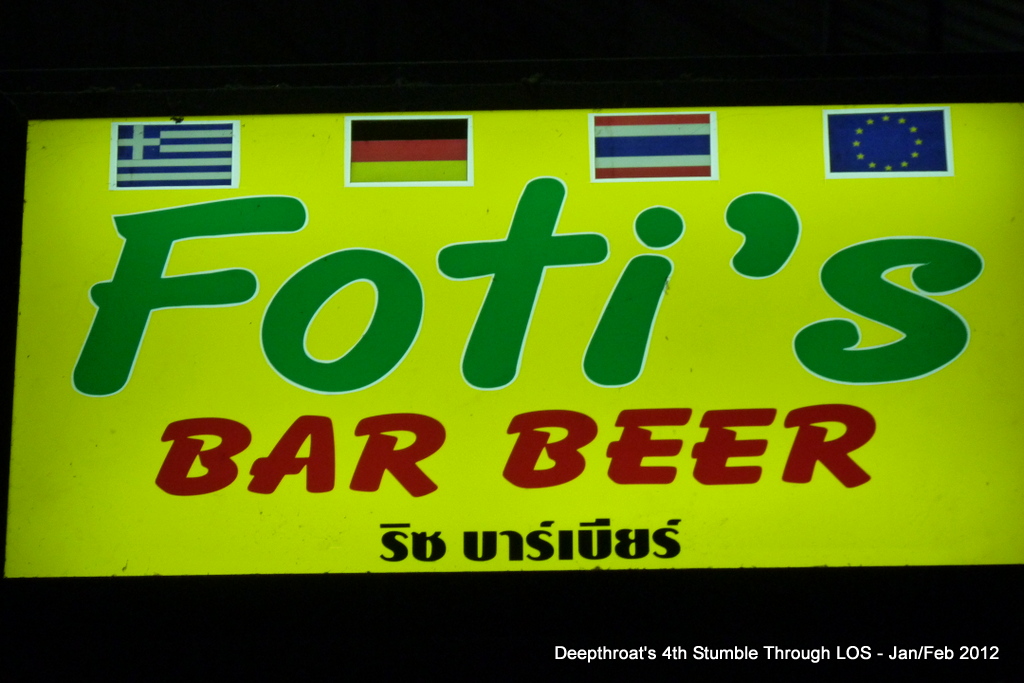 Foti's
BAR BEER
ริช บาร์เบียร์
Deepthroat's 4th Stumble Through LOS - Jan/Feb 2012